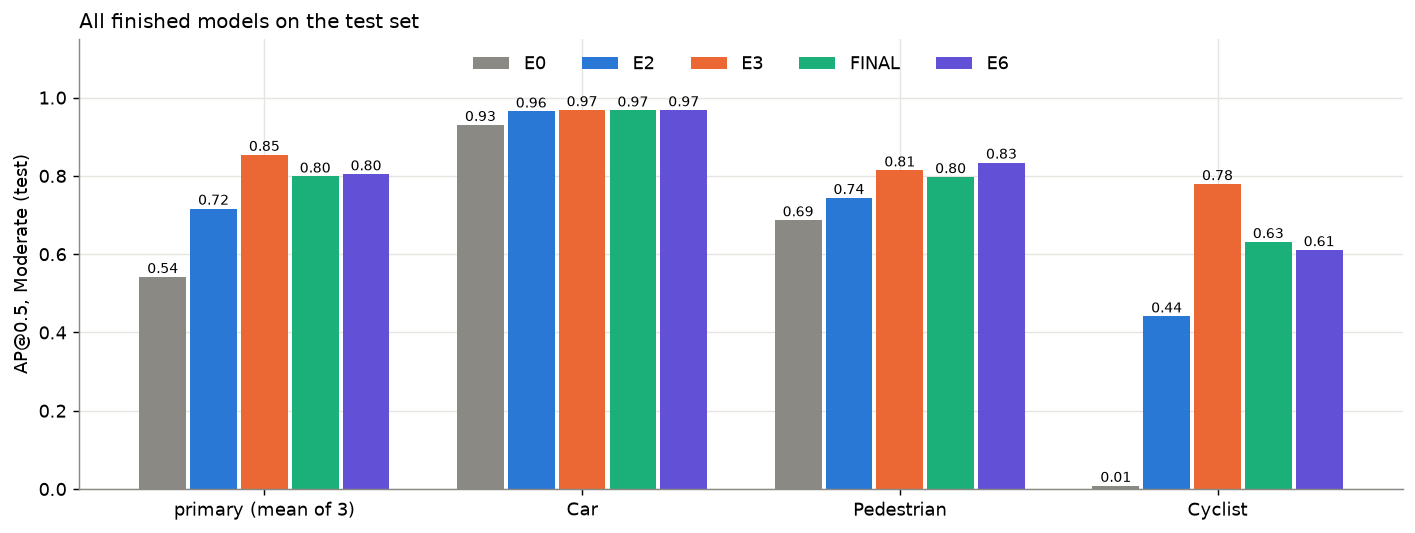 All finished models on the test set
E0 E2 E3 FINAL E6
AP@0.5, Moderate (test)
1.0
0.8
0.6
0.4
0.2
0.0
0.54 0.72 0.85 0.80 0.80
0.93 0.96 0.97 0.97 0.97
0.69 0.74 0.81 0.80 0.83
0.01 0.44 0.78 0.63 0.61
primary (mean of 3) Car Pedestrian Cyclist